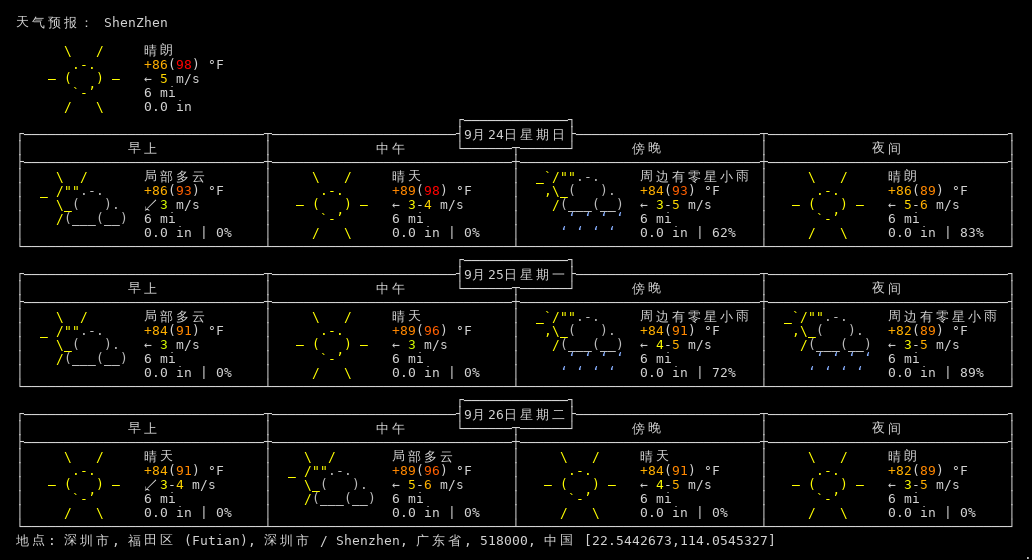 天气预报： ShenZhen
晴朗
+86(98) °F
← 5 m/s
6 mi
0.0 in
9月24日星期日
早上 中午 傍晚 夜间
局部多云 晴天 周边有零星小雨 晴朗
+86(93) °F +89(98) °F +84(93) °F +86(89) °F
↙ 3 m/s ← 3-4 m/s ← 3-5 m/s ← 5-6 m/s
6 mi 6 mi 6 mi 6 mi
0.0 in | 0% 0.0 in | 0% 0.0 in | 62% 0.0 in | 83%
9月25日星期一
早上 中午 傍晚 夜间
局部多云 晴天 周边有零星小雨 周边有零星小雨
+84(91) °F +89(96) °F +84(91) °F +82(89) °F
← 3 m/s ← 3 m/s ← 4-5 m/s ← 3-5 m/s
6 mi 6 mi 6 mi 6 mi
0.0 in | 0% 0.0 in | 0% 0.0 in | 72% 0.0 in | 89%
9月26日星期二
早上 中午 傍晚 夜间
晴天 局部多云 晴天 晴朗
+84(91) °F +89(96) °F +84(91) °F +82(89) °F
↙ 3-4 m/s ← 5-6 m/s ← 4-5 m/s ← 3-5 m/s
6 mi 6 mi 6 mi 6 mi
0.0 in | 0% 0.0 in | 0% 0.0 in | 0% 0.0 in | 0%
地点: 深圳市, 福田区 (Futian), 深圳市 / Shenzhen, 广东省, 518000, 中国 [22.5442673,114.0545327]